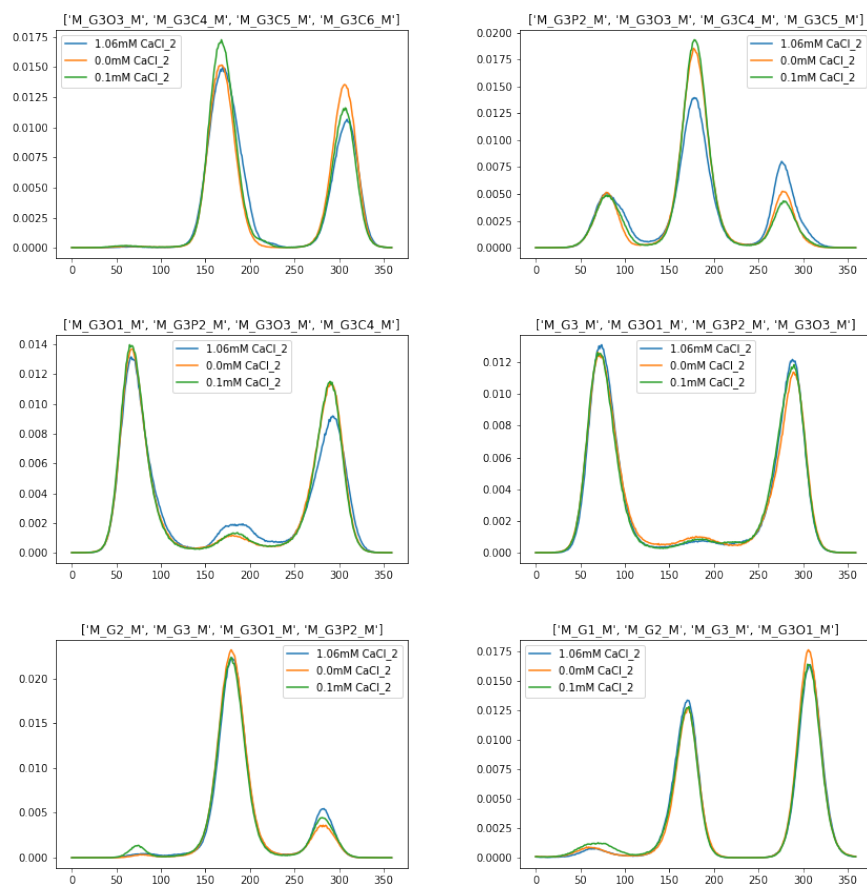 ['M_G3O3_M', 'M_G3C4_M', 'M_G3C5_M', 'M_G3C6_M']
1.06mM CaCl_2
0.0mM CaCl_2
0.1mM CaCl_2
0.0175
0.0150
0.0125
0.0100
0.0075
0.0050
0.0025
0.0000
0 50 100 150 200 250 300 350
['M_G3P2_M', 'M_G3O3_M', 'M_G3C4_M', 'M_G3C5_M']
1.06mM CaCl_2
0.0mM CaCl_2
0.1mM CaCl_2
0.0200
0.0175
0.0150
0.0125
0.0100
0.0075
0.0050
0.0025
0.0000
0 50 100 150 200 250 300 350
['M_G3O1_M', 'M_G3P2_M', 'M_G3O3_M', 'M_G3C4_M']
1.06mM CaCl_2
0.0mM CaCl_2
0.1mM CaCl_2
0.014
0.012
0.010
0.008
0.006
0.004
0.002
0.000
0 50 100 150 200 250 300 350
['M_G3_M', 'M_G3O1_M', 'M_G3P2_M', 'M_G3O3_M']
1.06mM CaCl_2
0.0mM CaCl_2
0.1mM CaCl_2
0.012
0.010
0.008
0.006
0.004
0.002
0.000
0 50 100 150 200 250 300 350
['M_G2_M', 'M_G3_M', 'M_G3O1_M', 'M_G3P2_M']
1.06mM CaCl_2
0.0mM CaCl_2
0.1mM CaCl_2
0.020
0.015
0.010
0.005
0.000
0 50 100 150 200 250 300 350
['M_G1_M', 'M_G2_M', 'M_G3_M', 'M_G3O1_M']
1.06mM CaCl_2
0.0mM CaCl_2
0.1mM CaCl_2
0.0175
0.0150
0.0125
0.0100
0.0075
0.0050
0.0025
0.0000
0 50 100 150 200 250 300 350